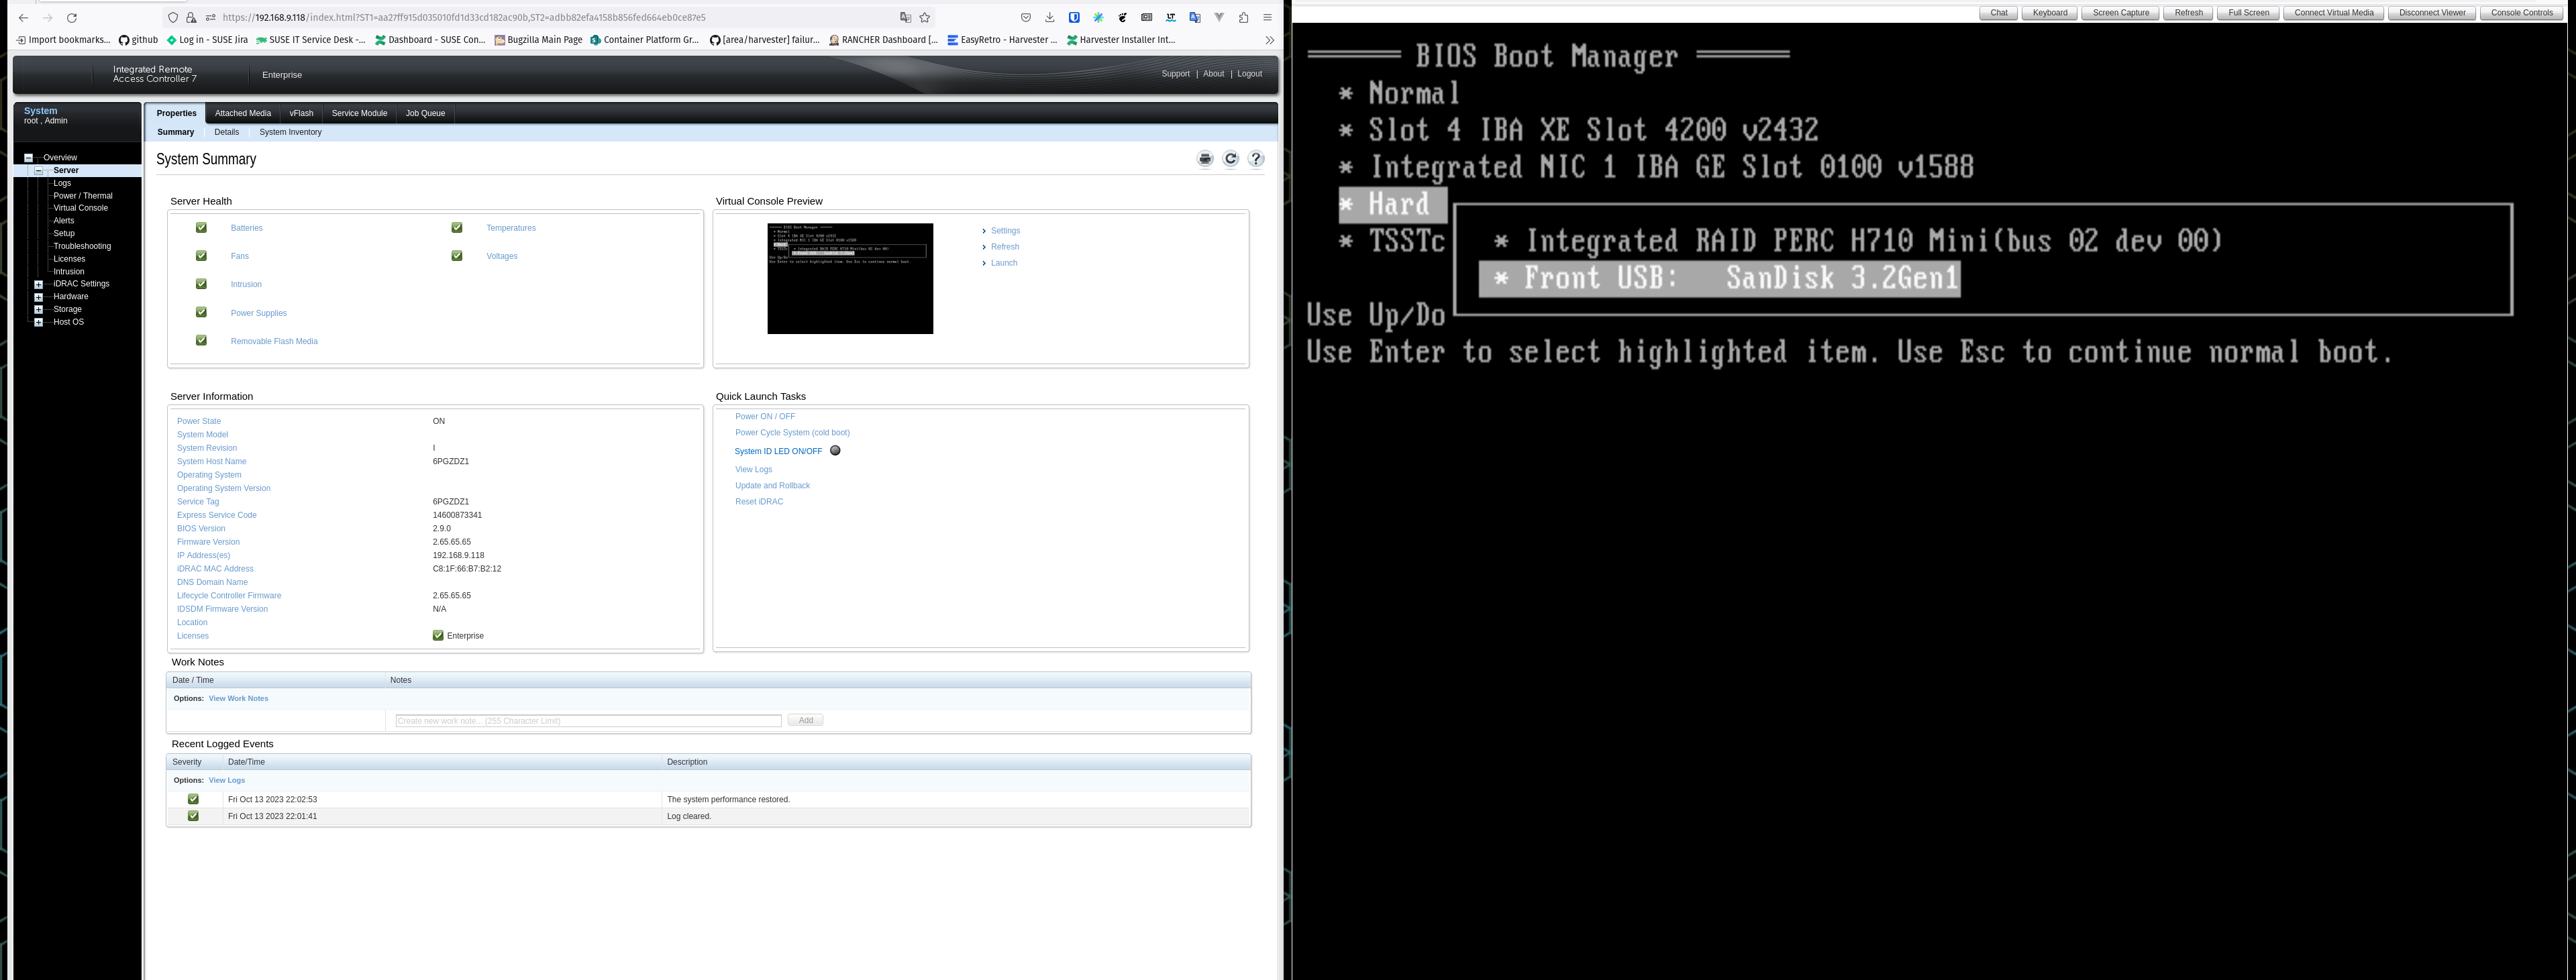 https://192.168.9.118/index.html?ST1=aa27ff915d035010fd1d33cd182ac90b,ST2=adbb82efa4158b856fed664eb0ce87e5
Import bookmarks... github Log in - SUSE Jira SUSE IT Service Desk -... Dashboard - SUSE Con... Bugzilla Main Page Container Platform Gr... [area/harvester] failur... RANCHER Dashboard [... EasyRetro - Harvester ... Harvester Installer Int...
Integrated Remote
Access Controller 7
Enterprise
Support | About | Logout
System
root , Admin
Overview
Server
Logs
Power / Thermal
Virtual Console
Alerts
Setup
Troubleshooting
Licenses
Intrusion
iDRAC Settings
Hardware
Storage
Host OS
Properties Attached Media vFlash Service Module Job Queue
Summary Details System Inventory
System Summary
Server Health
Batteries Temperatures
Fans Voltages
Intrusion
Power Supplies
Removable Flash Media
Virtual Console Preview
Settings
Refresh
Launch
Server Information
Power State ON
System Model
System Revision I
System Host Name 6PGZDZ1
Operating System
Operating System Version
Service Tag 6PGZDZ1
Express Service Code 14600873341
BIOS Version 2.9.0
Firmware Version 2.65.65.65
IP Address(es) 192.168.9.118
iDRAC MAC Address C8:1F:66:B7:B2:12
DNS Domain Name
Lifecycle Controller Firmware 2.65.65.65
IDSDM Firmware Version N/A
Location
Licenses Enterprise
Quick Launch Tasks
Power ON / OFF
Power Cycle System (cold boot)
System ID LED ON/OFF
View Logs
Update and Rollback
Reset iDRAC
Work Notes
Date / Time Notes
Options: View Work Notes
Create new work note... (255 Character Limit) Add
Recent Logged Events
Severity Date/Time Description
Options: View Logs
Fri Oct 13 2023 22:02:53 The system performance restored.
Fri Oct 13 2023 22:01:41 Log cleared.
Chat Keyboard Screen Capture Refresh Full Screen Connect Virtual Media Disconnect Viewer Console Controls
BIOS Boot Manager
* Normal
* Slot 4 IBA XE Slot 4200 v2432
* Integrated NIC 1 IBA GE Slot 0100 v1588
* Hard
* TSSTc * Integrated RAID PERC H710 Mini(bus 02 dev 00)
* Front USB: SanDisk 3.2Gen1
Use Up/Do
Use Enter to select highlighted item. Use Esc to continue normal boot.